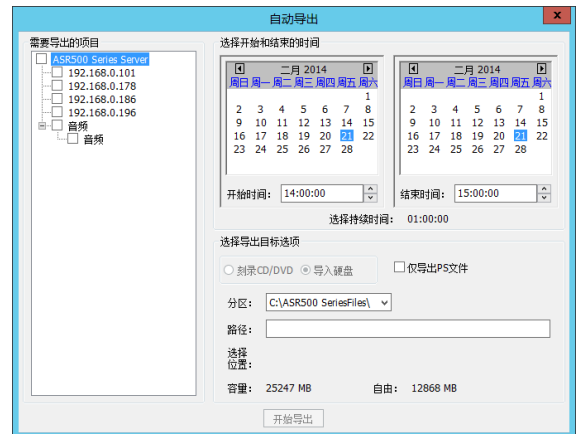 自动导出
x
需要导出的项目
ASR500 Series Server
192.168.0.101
192.168.0.178
192.168.0.186
192.168.0.196
音频
音频
选择开始和结束的时间
二月 2014
周日 周一 周二 周三 周四 周五 周六
1
2 3 4 5 6 7 8
9 10 11 12 13 14 15
16 17 18 19 20 21 22
23 24 25 26 27 28
开始时间： 14:00:00
二月 2014
周日 周一 周二 周三 周四 周五 周六
1
2 3 4 5 6 7 8
9 10 11 12 13 14 15
16 17 18 19 20 21 22
23 24 25 26 27 28
结束时间： 15:00:00
选择持续时间： 01:00:00
选择导出目标选项
刻录CD/DVD 导入硬盘 仅导出PS文件
分区： C:\ASR500 SeriesFiles\
路径：
选择
位置：
容量： 25247 MB 自由： 12868 MB
开始导出